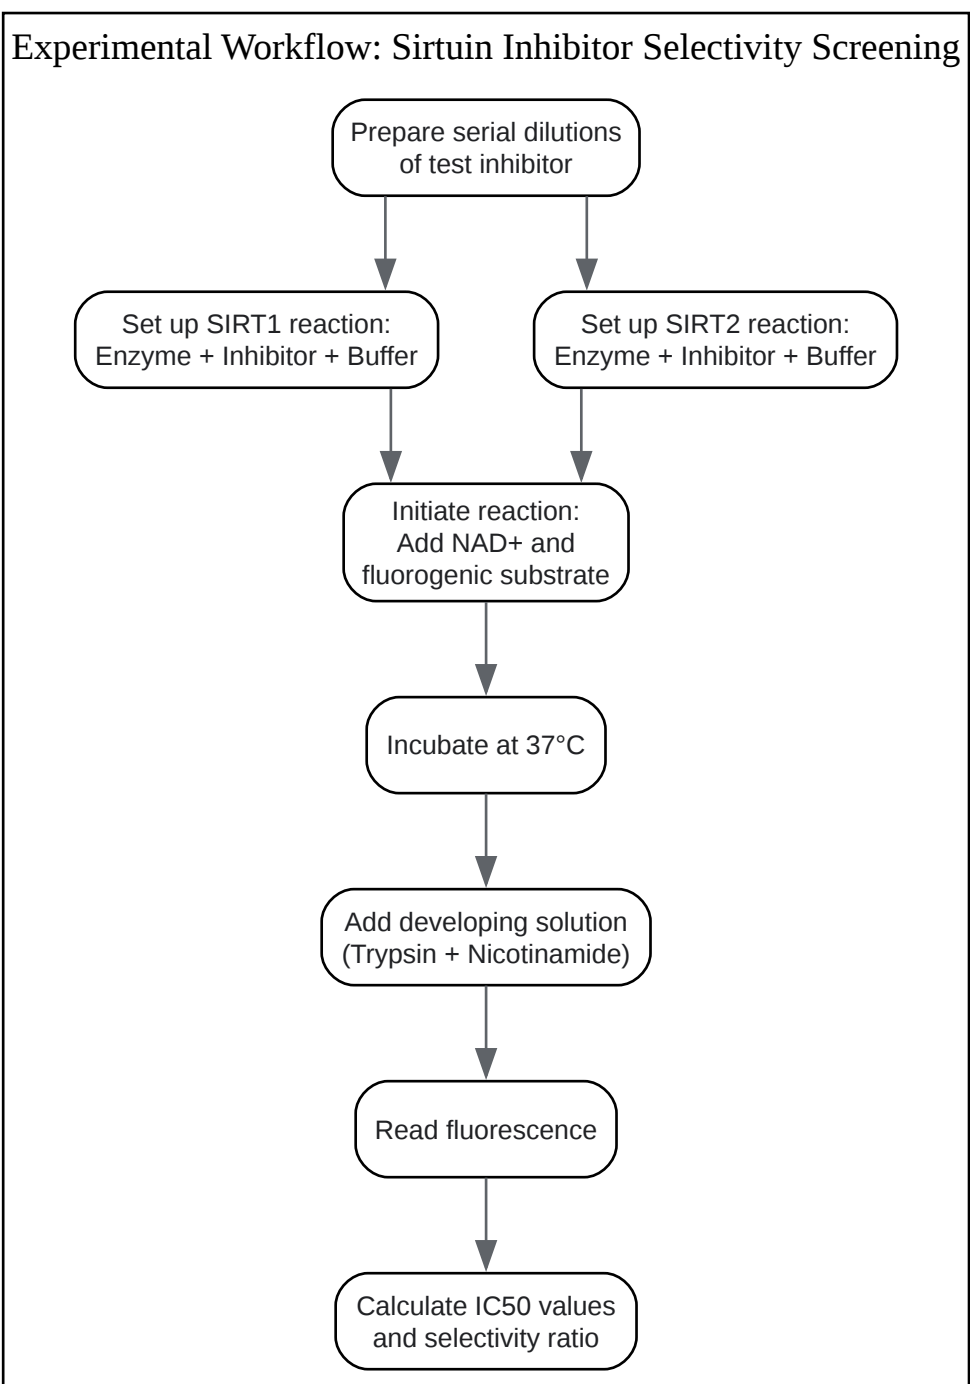 Experimental Workflow: Sirtuin Inhibitor Selectivity Screening
Prepare serial dilutions
of test inhibitor
Set up SIRT1 reaction:
Enzyme + Inhibitor + Buffer
Set up SIRT2 reaction:
Enzyme + Inhibitor + Buffer
Initiate reaction:
Add NAD+ and
fluorogenic substrate
Incubate at 37°C
Add developing solution
(Trypsin + Nicotinamide)
Read fluorescence
Calculate IC50 values
and selectivity ratio